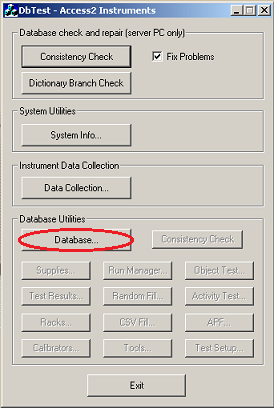 DbTest - Access2 Instruments
Database check and repair (server PC only)
Consistency Check
Fix Problems
Dictionary Branch Check
System Utilities
System Info...
Instrument Data Collection
Data Collection...
Database Utilities
Database... Consistency Check
Supplies... Run Manager... Object Test...
Test Results... Random Fill... Activity Test...
Racks... CSV Fill... APF...
Calibrators... Tools... Test Setup...
Exit